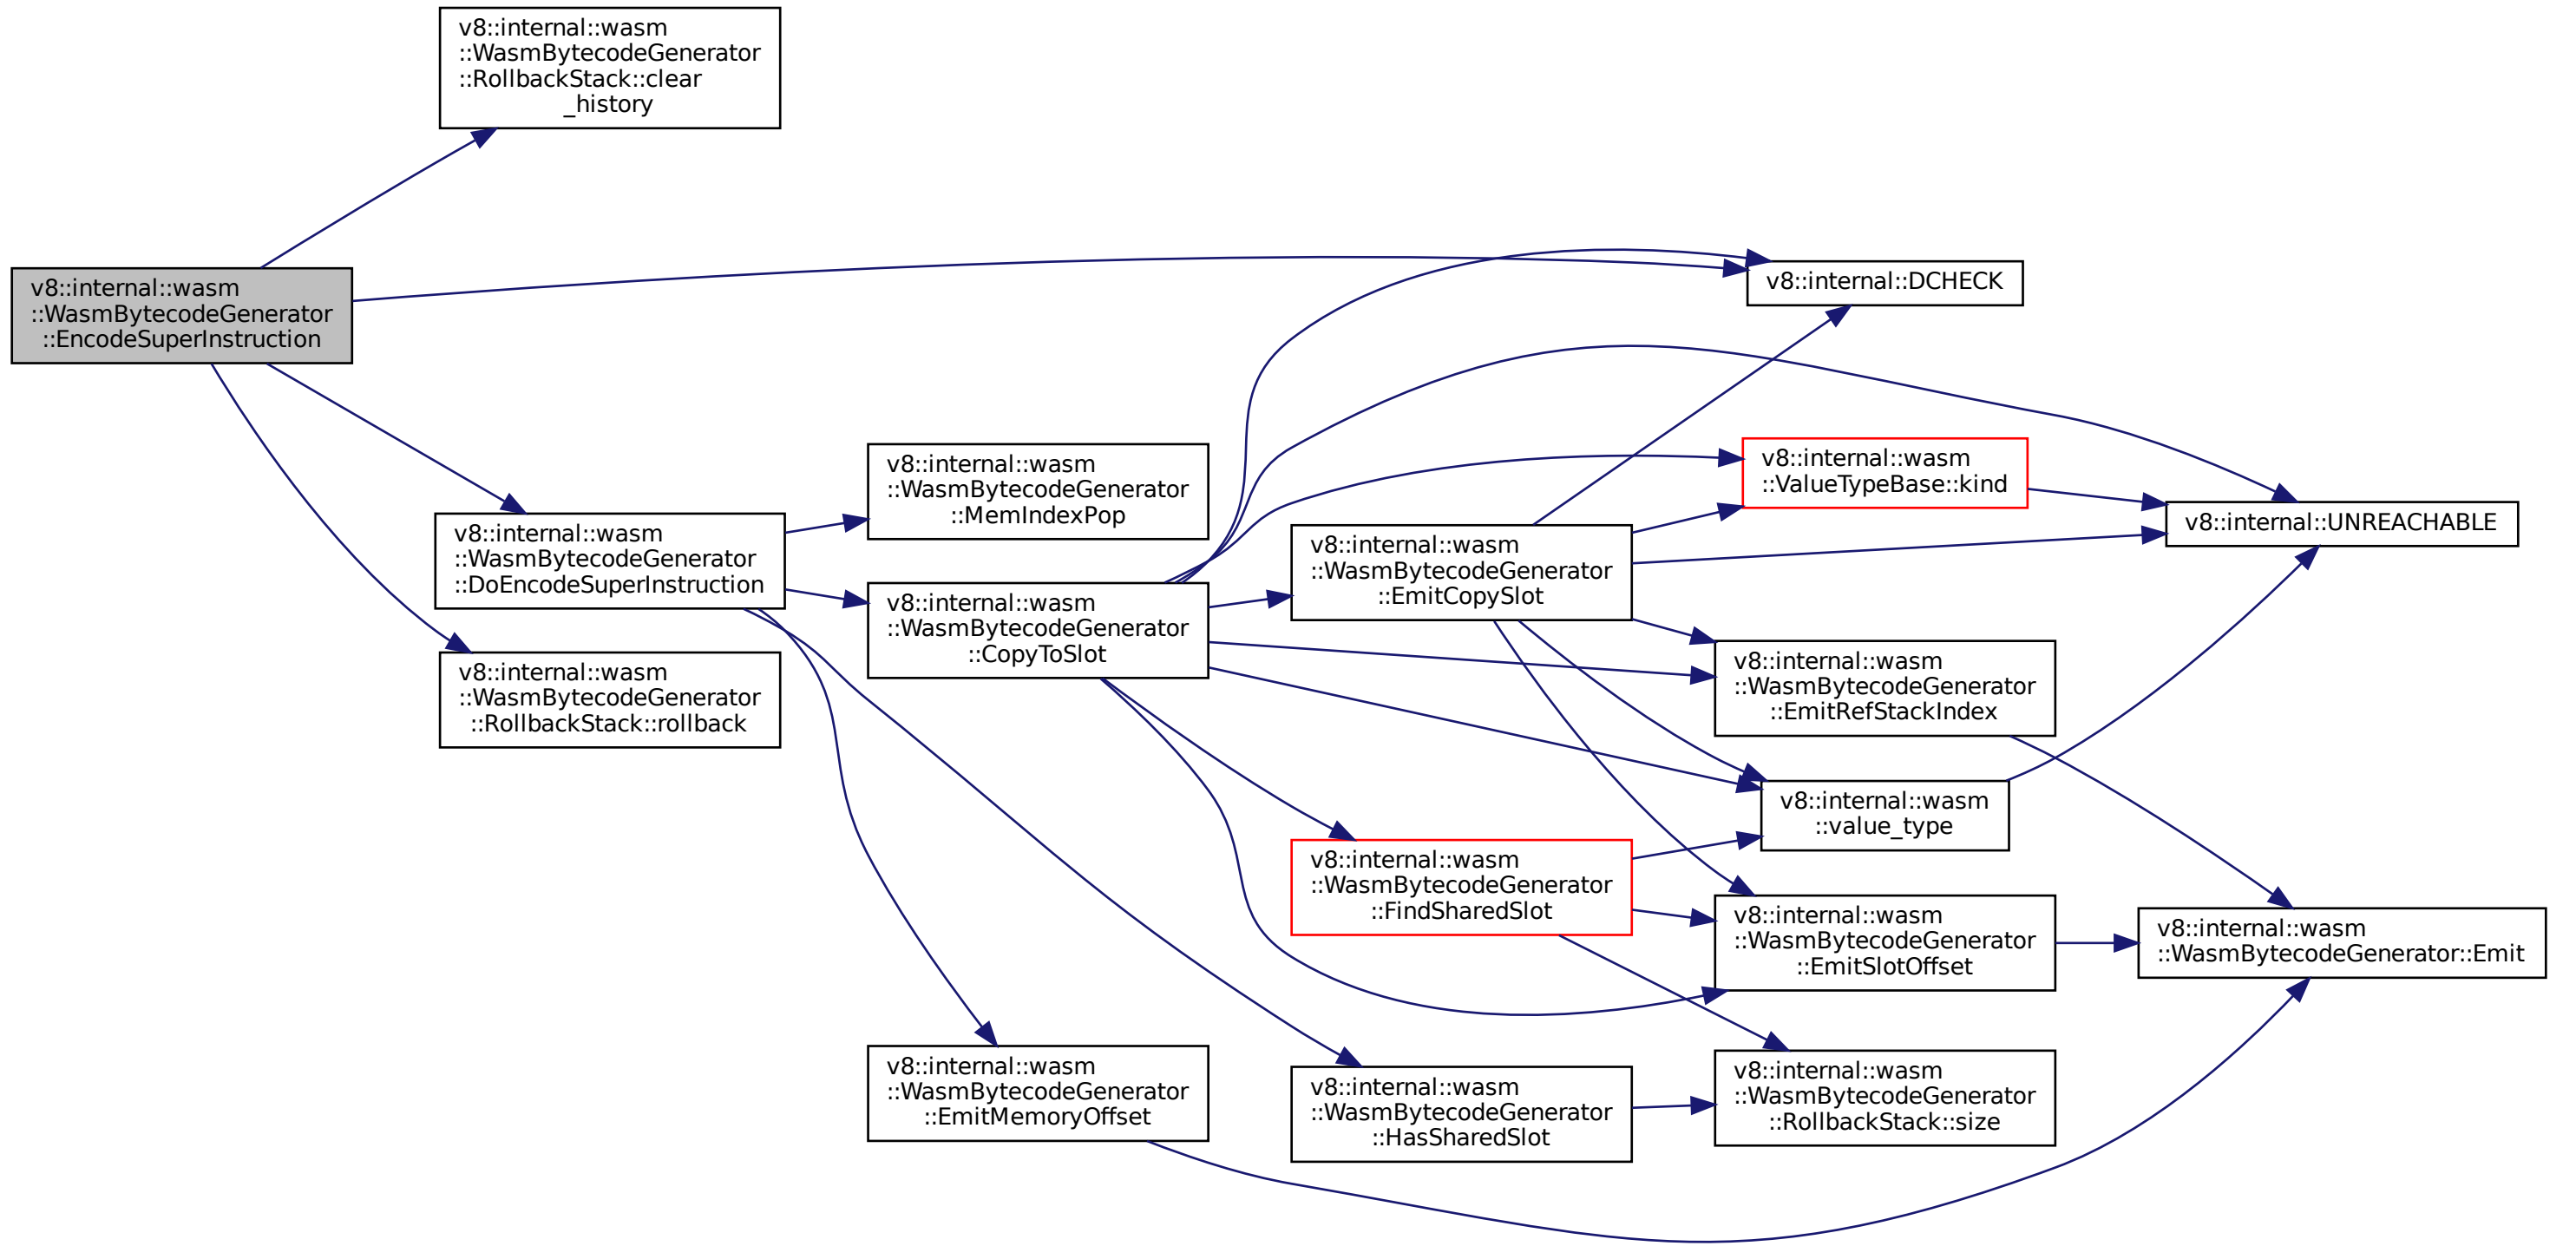 v8::internal::wasm
::WasmBytecodeGenerator
::RollbackStack::clear
_history
v8::internal::wasm
::WasmBytecodeGenerator
::EncodeSuperInstruction
v8::internal::DCHECK
v8::internal::wasm
::WasmBytecodeGenerator
::DoEncodeSuperInstruction
v8::internal::wasm
::WasmBytecodeGenerator
::RollbackStack::rollback
v8::internal::wasm
::WasmBytecodeGenerator
::MemIndexPop
v8::internal::wasm
::WasmBytecodeGenerator
::CopyToSlot
v8::internal::wasm
::WasmBytecodeGenerator
::EmitCopySlot
v8::internal::wasm
::ValueTypeBase::kind
v8::internal::UNREACHABLE
v8::internal::wasm
::WasmBytecodeGenerator
::EmitRefStackIndex
v8::internal::wasm
::value_type
v8::internal::wasm
::WasmBytecodeGenerator
::FindSharedSlot
v8::internal::wasm
::WasmBytecodeGenerator
::EmitSlotOffset
v8::internal::wasm
::WasmBytecodeGenerator::Emit
v8::internal::wasm
::WasmBytecodeGenerator
::EmitMemoryOffset
v8::internal::wasm
::WasmBytecodeGenerator
::HasSharedSlot
v8::internal::wasm
::WasmBytecodeGenerator
::RollbackStack::size